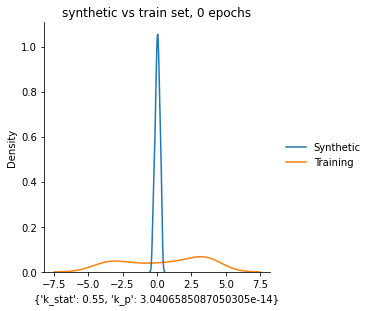 synthetic vs train set, 0 epochs
1.0
0.8
0.6
0.4
0.2
0.0
Density
−7.5 −5.0 −2.5 0.0 2.5 5.0 7.5
{'k_stat': 0.55, 'k_p': 3.0406585087050305e-14}
Synthetic
Training